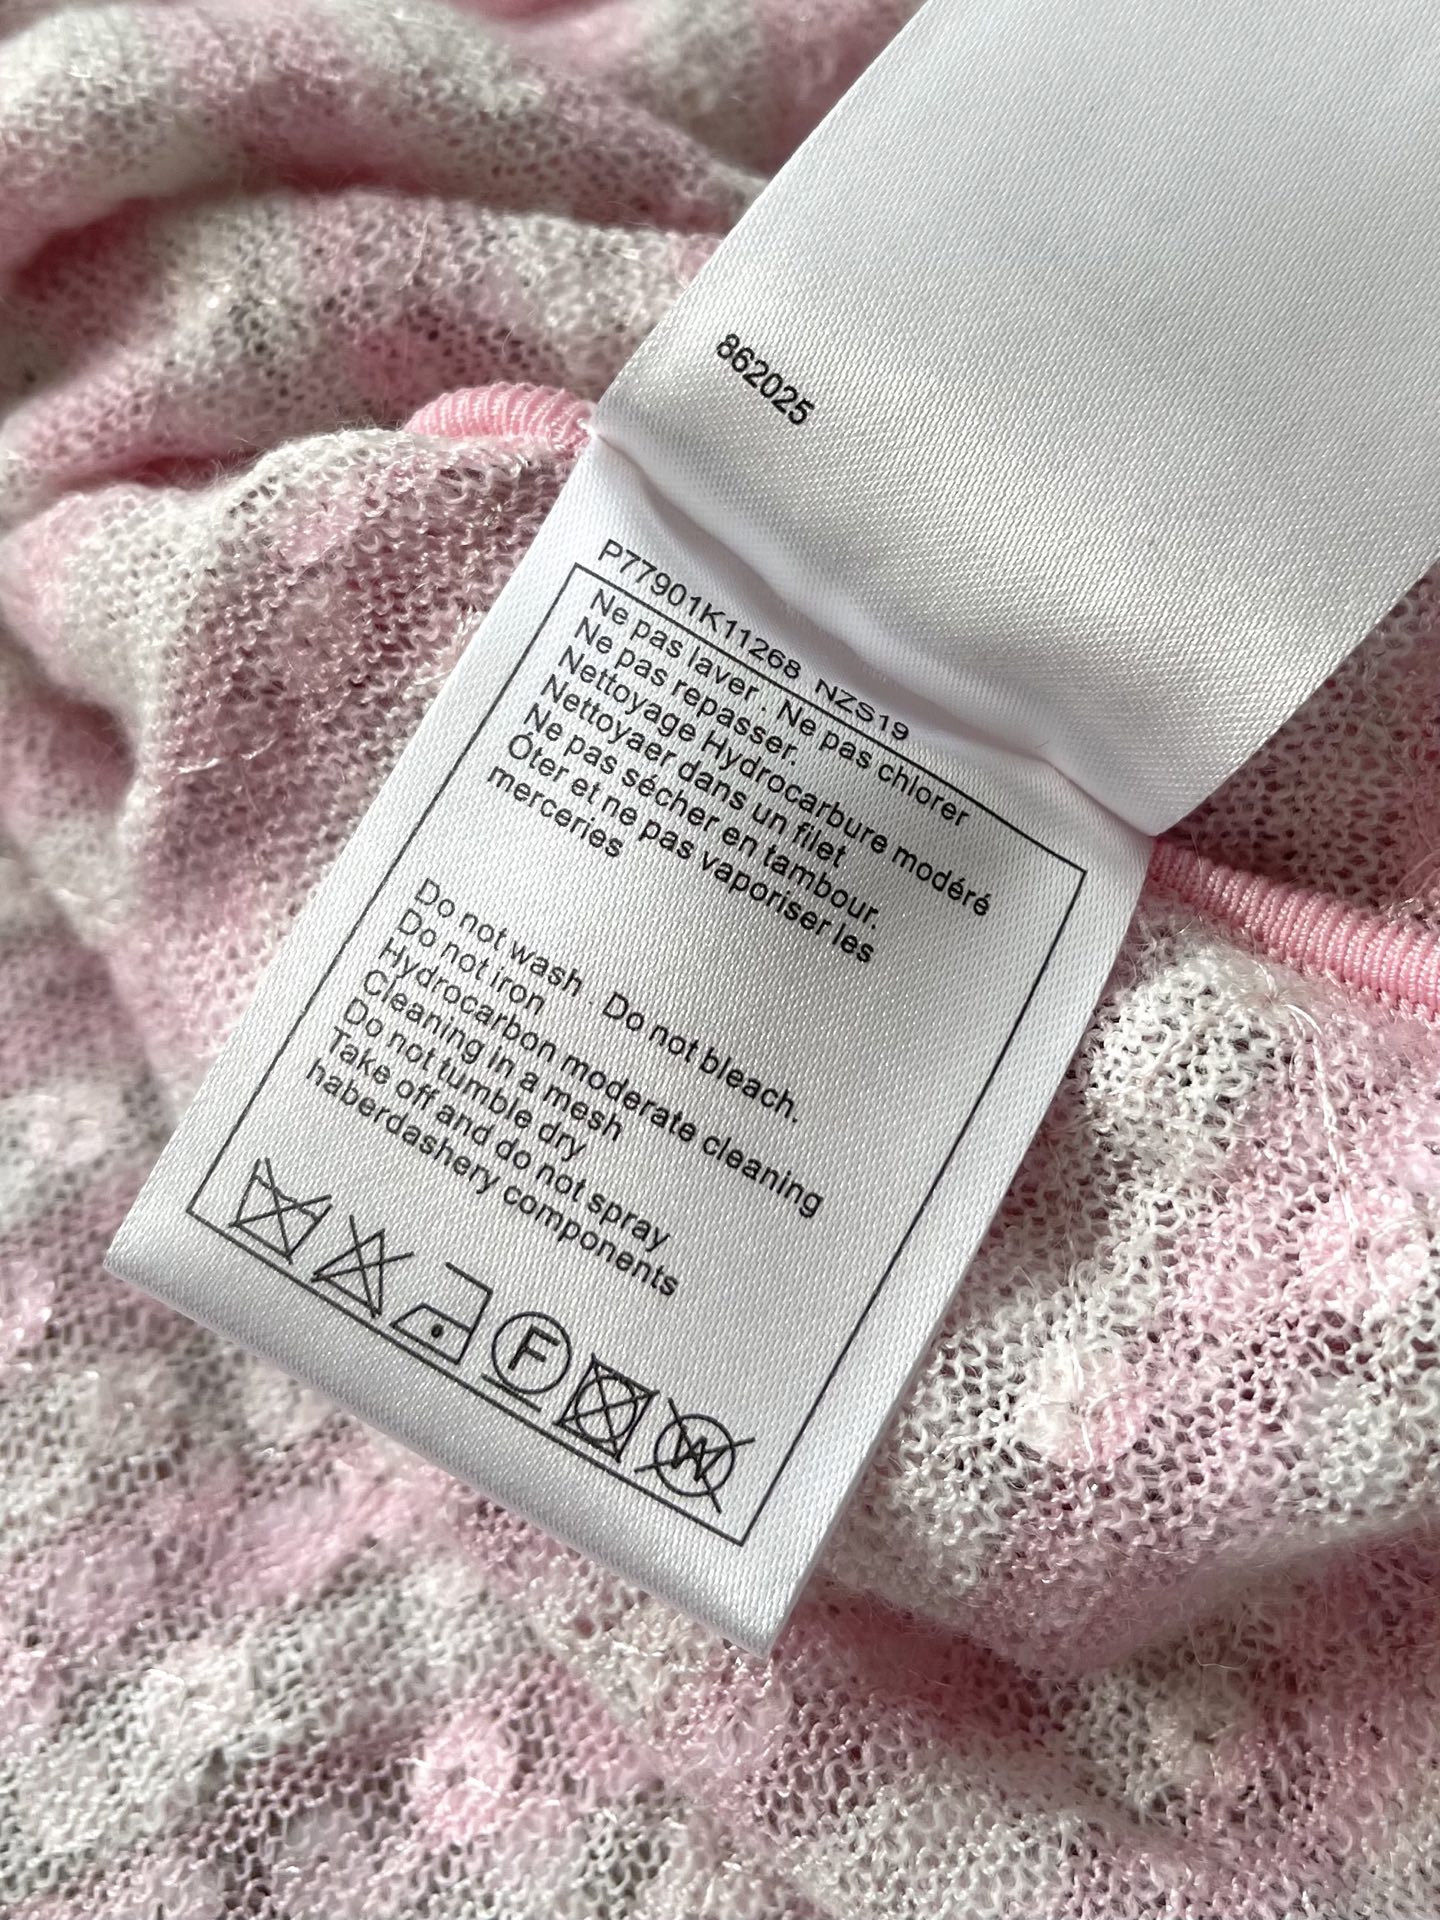 862025
P77901K11268 NZS19
Ne pas laver . Ne pas chlorer
Ne pas repasser.
Nettoyage Hydrocarbure modéré
Nettoyaer dans un filet
Ne pas sécher en tambour.
Óter et ne pas vaporiser les
merceries
Do not wash . Do not bleach.
Do not iron
Hydrocarbon moderate cleaning
Cleaning in a mesh
Do not tumble dry
Take off and do not spray
haberdashery components
F
W